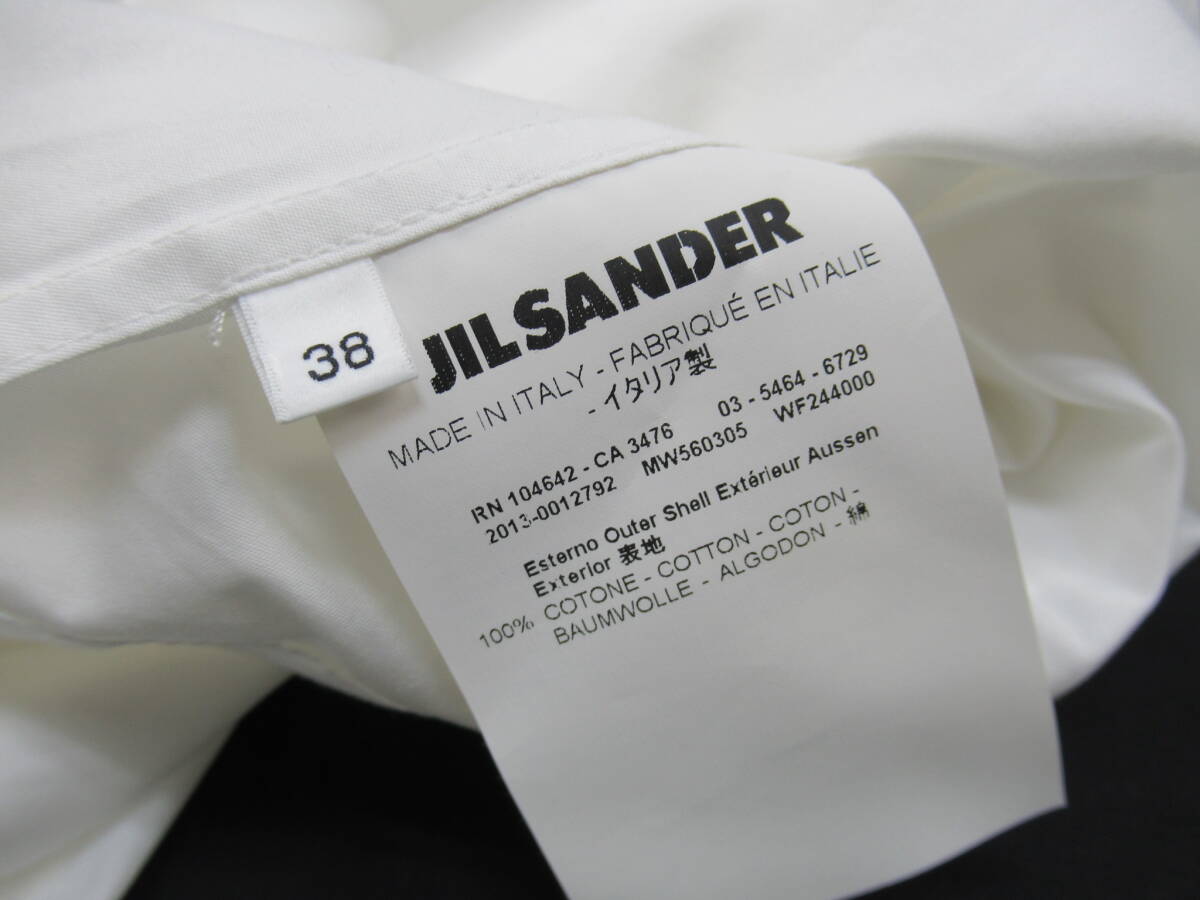 38
JIL SANDER
MADE IN ITALY - FABRIQUÉ EN ITALIE
- イタリア製
RN 104642 - CA 3476 03 - 5464 - 6729
2013-0012792 MW560305 WF244000
Esterno Outer Shell Extérieur Aussen
Exterior 表地
100% COTONE - COTTON - COTON -
BAUMWOLLE - ALGODON - 綿